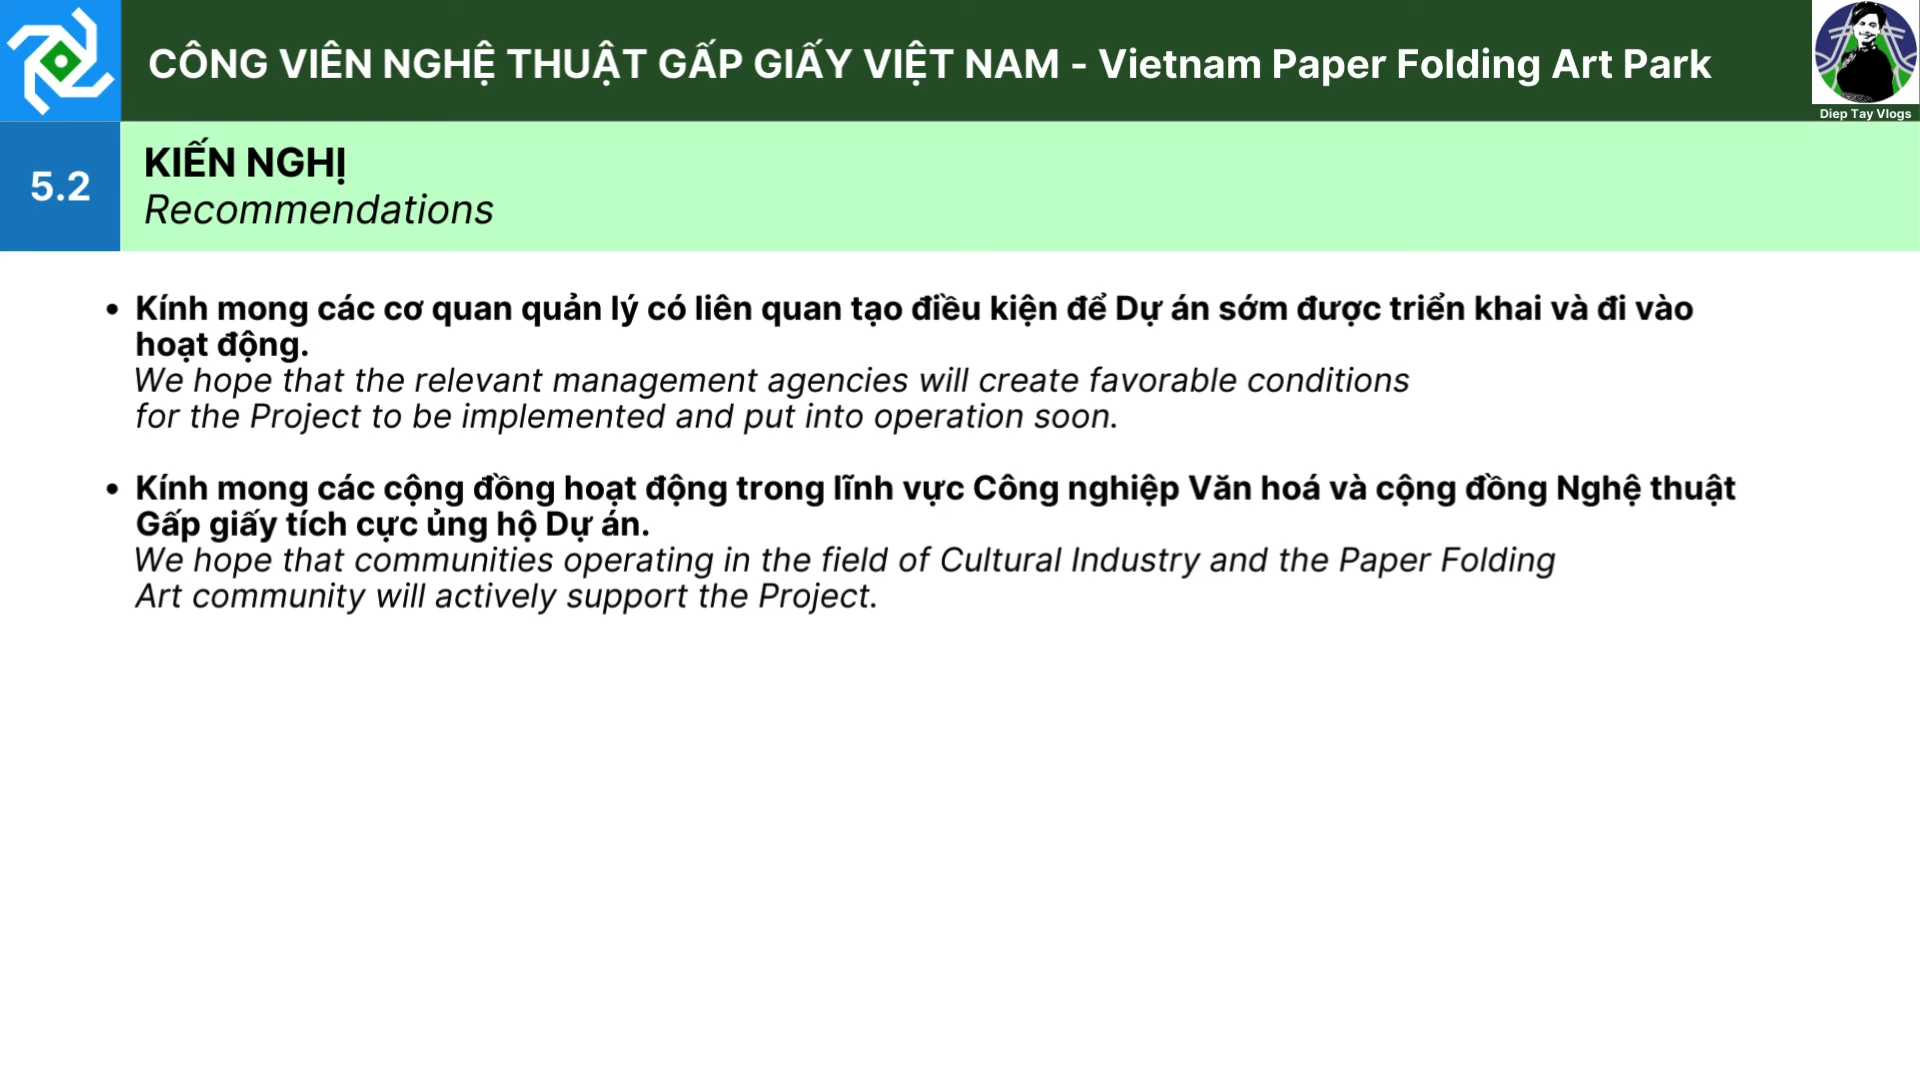 CÔNG VIÊN NGHỆ THUẬT GẤP GIẤY VIỆT NAM - Vietnam Paper Folding Art Park
Diep Tay Vlogs
5.2
KIẾN NGHỊ
Recommendations
• Kính mong các cơ quan quản lý có liên quan tạo điều kiện để Dự án sớm được triển khai và đi vào
hoạt động.
We hope that the relevant management agencies will create favorable conditions
for the Project to be implemented and put into operation soon.
• Kính mong các cộng đồng hoạt động trong lĩnh vực Công nghiệp Văn hoá và cộng đồng Nghệ thuật
Gấp giấy tích cực ủng hộ Dự án.
We hope that communities operating in the field of Cultural Industry and the Paper Folding
Art community will actively support the Project.